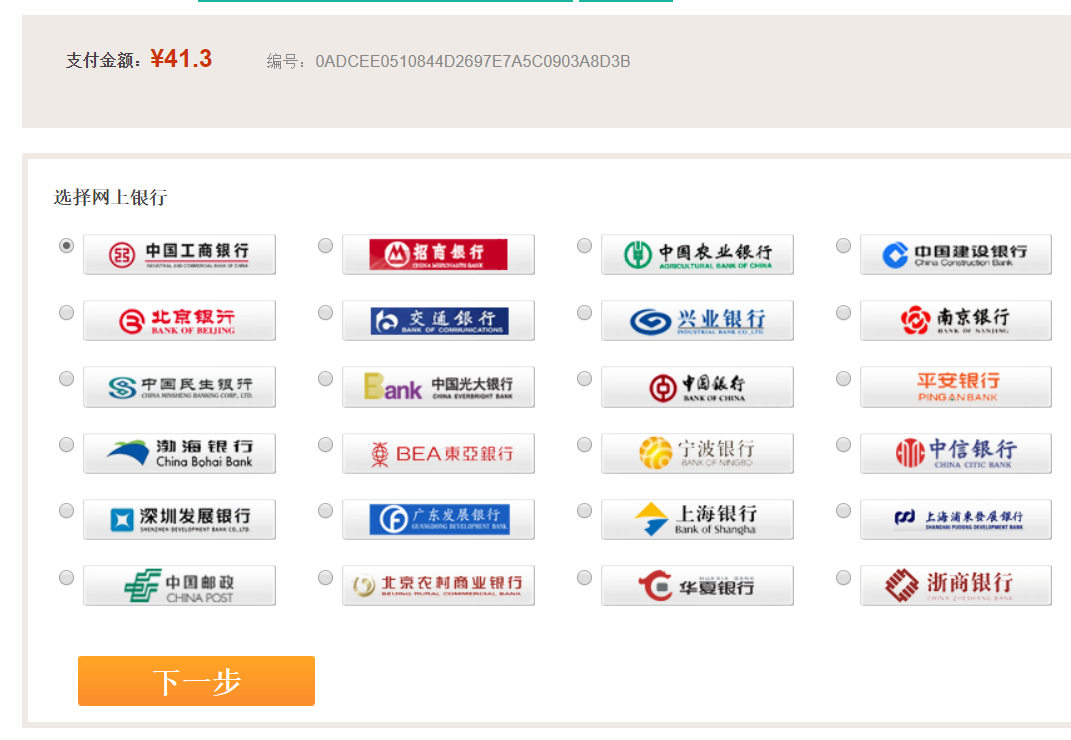 支付金额：¥41.3 编号：0ADCEE0510844D2697E7A5C0903A8D3B
选择网上银行
中国工商银行 招商银行 中国农业银行 中国建设银行
INDUSTRIAL AND COMMERCIAL BANK OF CHINA CHINA MERCHANTS BANK AGRICULTURAL BANK OF CHINA China Construction Bank
北京银行 交通银行 兴业银行 南京银行
BANK OF BEIJING BANK OF COMMUNICATIONS INDUSTRIAL BANK CO.,LTD. BANK OF NANJING
中国民生银行 Bank 中国光大银行 中国银行 平安银行
CHINA MINSHENG BANKING CORP., LTD. CHINA EVERBRIGHT BANK BANK OF CHINA PING AN BANK
渤海银行 BEA東亞銀行 宁波银行 中信银行
China Bohai Bank BANK OF NINGBO CHINA CITIC BANK
深圳发展银行 广东发展银行 上海银行 上海浦東發展銀行
SHENZHEN DEVELOPMENT BANK CO., LTD. GUANGDONG DEVELOPMENT BANK Bank of Shanghai SHANGHAI PUDONG DEVELOPMENT BANK
中国邮政 北京农村商业银行 华夏银行 浙商银行
CHINA POST BEIJING RURAL COMMERCIAL BANK HUAXIA BANK CHINA ZHESHANG BANK
下一步